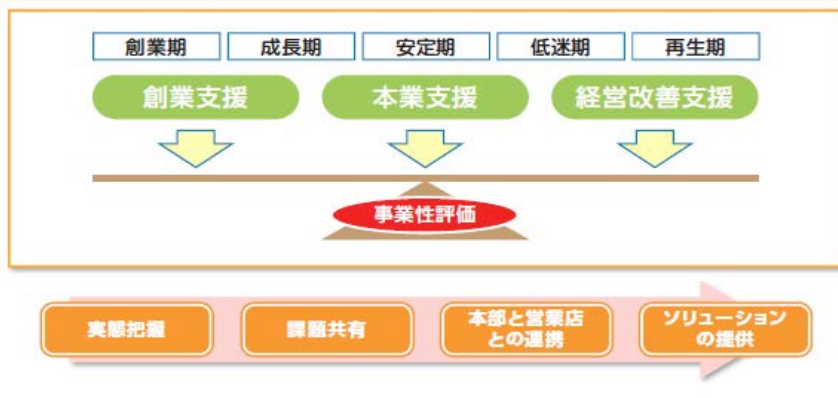 創業期 成長期 安定期 低迷期 再生期
創業支援 本業支援 経営改善支援
事業性評価
実態把握
課題共有
本部と営業店
との連携
ソリューション
の提供